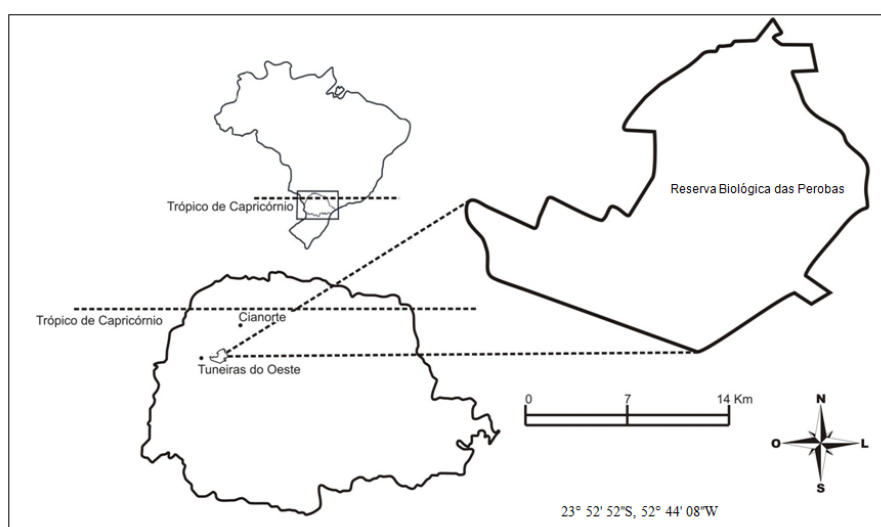 Reserva Biológica das Perobas
Trópico de Capricórnio
Trópico de Capricórnio
Cianorte
Tuneiras do Oeste
0 7 14 Km
N
O L
S
23° 52' 52"S, 52° 44' 08"W